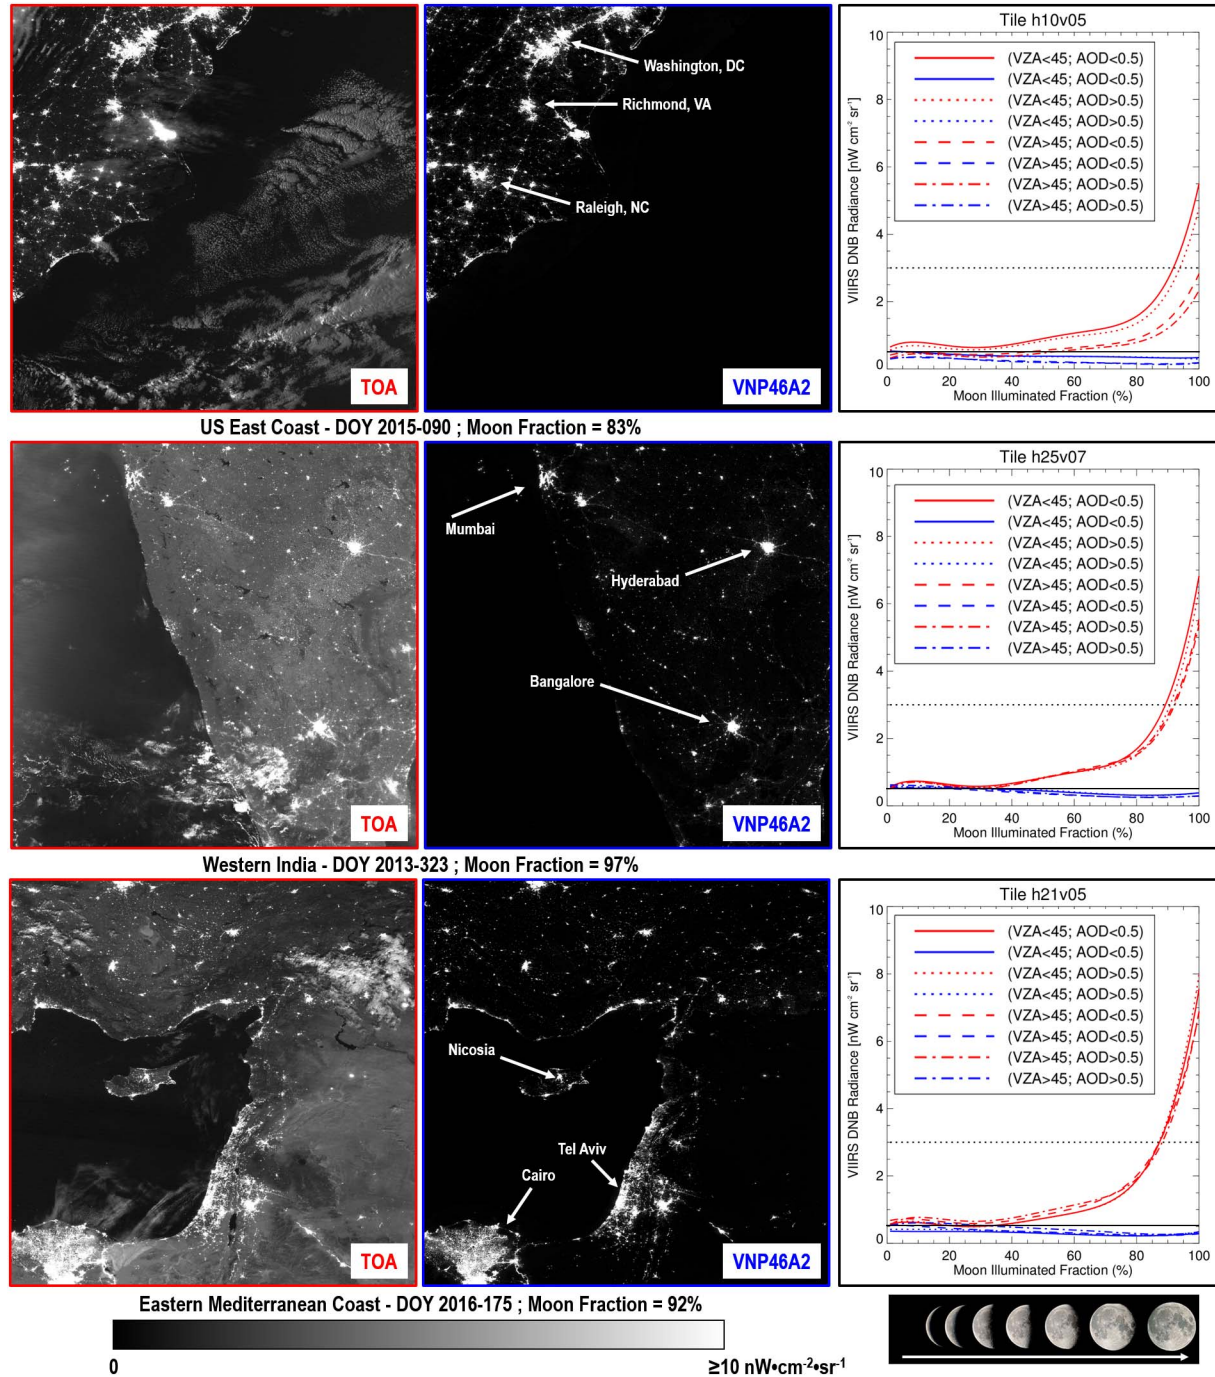 Washington, DC
Richmond, VA
Raleigh, NC
TOA
VNP46A2
Tile h10v05
VIIRS DNB Radiance [nW cm⁻² sr⁻¹]
10
8
6
4
2
0
(VZA<45; AOD<0.5)
(VZA<45; AOD<0.5)
(VZA<45; AOD>0.5)
(VZA<45; AOD>0.5)
(VZA>45; AOD<0.5)
(VZA>45; AOD<0.5)
(VZA>45; AOD>0.5)
(VZA>45; AOD>0.5)
0 20 40 60 80 100
Moon Illuminated Fraction (%)
US East Coast - DOY 2015-090 ; Moon Fraction = 83%
Mumbai
Hyderabad
Bangalore
TOA
VNP46A2
Tile h25v07
VIIRS DNB Radiance [nW cm⁻² sr⁻¹]
10
8
6
4
2
0
(VZA<45; AOD<0.5)
(VZA<45; AOD<0.5)
(VZA<45; AOD>0.5)
(VZA<45; AOD>0.5)
(VZA>45; AOD<0.5)
(VZA>45; AOD<0.5)
(VZA>45; AOD>0.5)
(VZA>45; AOD>0.5)
0 20 40 60 80 100
Moon Illuminated Fraction (%)
Western India - DOY 2013-323 ; Moon Fraction = 97%
Nicosia
Tel Aviv
Cairo
TOA
VNP46A2
Tile h21v05
VIIRS DNB Radiance [nW cm⁻² sr⁻¹]
10
8
6
4
2
0
(VZA<45; AOD<0.5)
(VZA<45; AOD<0.5)
(VZA<45; AOD>0.5)
(VZA<45; AOD>0.5)
(VZA>45; AOD<0.5)
(VZA>45; AOD<0.5)
(VZA>45; AOD>0.5)
(VZA>45; AOD>0.5)
0 20 40 60 80 100
Moon Illuminated Fraction (%)
Eastern Mediterranean Coast - DOY 2016-175 ; Moon Fraction = 92%
0
≥10 nW•cm⁻²•sr⁻¹